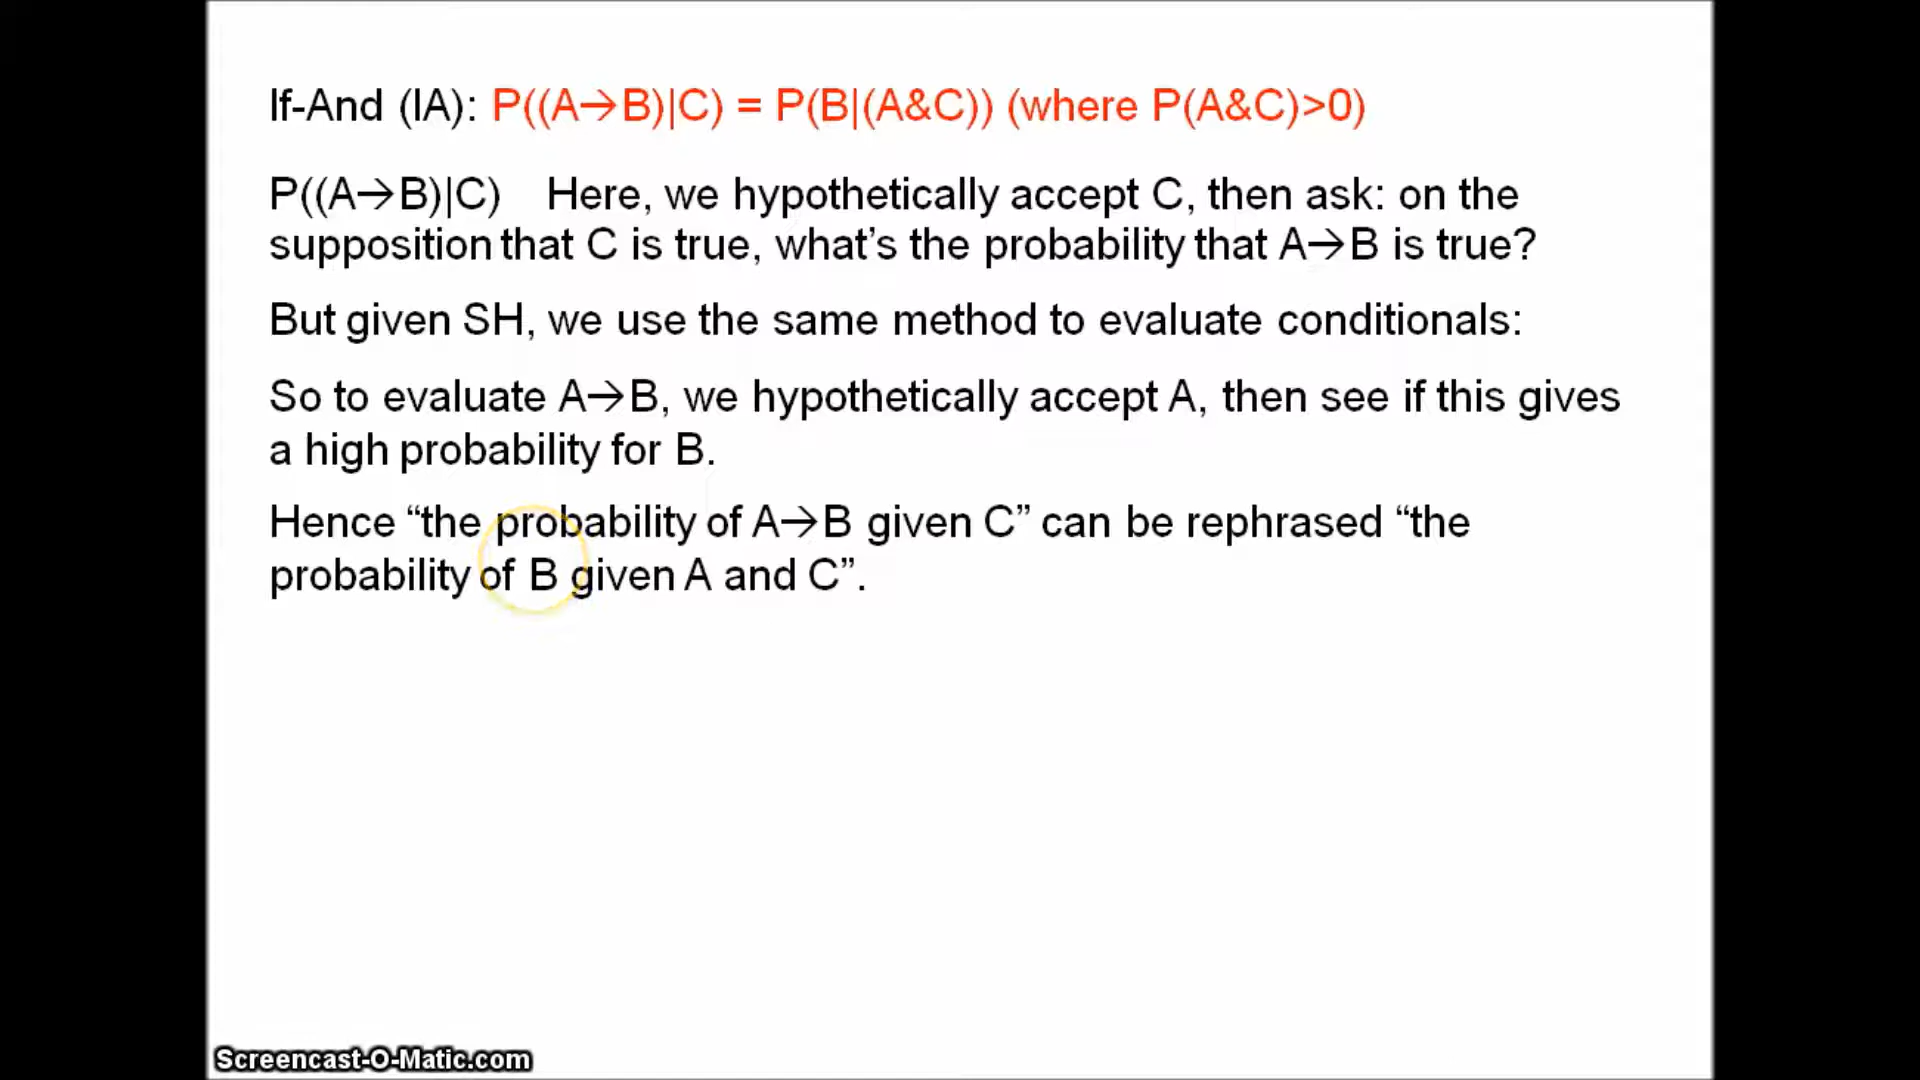 If-And (IA): P((A→B)|C) = P(B|(A&C)) (where P(A&C)>0)
P((A→B)|C) Here, we hypothetically accept C, then ask: on the
supposition that C is true, what’s the probability that A→B is true?
But given SH, we use the same method to evaluate conditionals:
So to evaluate A→B, we hypothetically accept A, then see if this gives
a high probability for B.
Hence “the probability of A→B given C” can be rephrased “the
probability of B given A and C”.
Screencast-O-Matic.com